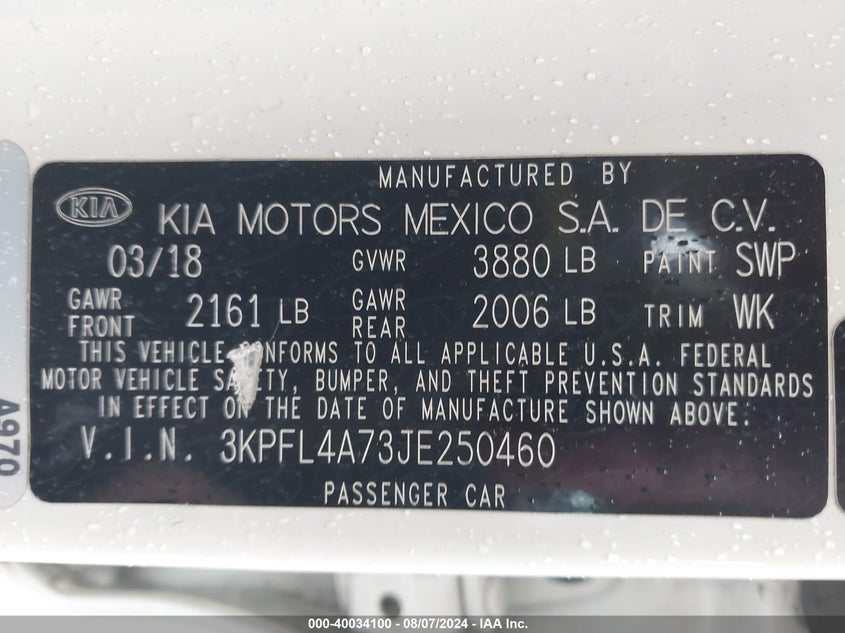 MANUFACTURED BY
KIA KIA MOTORS MEXICO S.A. DE C.V.
03/18 GVWR 3880 LB PAINT SWP
GAWR FRONT 2161 LB GAWR REAR 2006 LB TRIM WK
THIS VEHICLE CONFORMS TO ALL APPLICABLE U.S.A. FEDERAL
MOTOR VEHICLE SAFETY, BUMPER, AND THEFT PREVENTION STANDARDS
IN EFFECT ON THE DATE OF MANUFACTURE SHOWN ABOVE.
V.I.N. 3KPFL4A73JE250460
PASSENGER CAR
A970
000-40034100 - 08/07/2024 - IAA Inc.